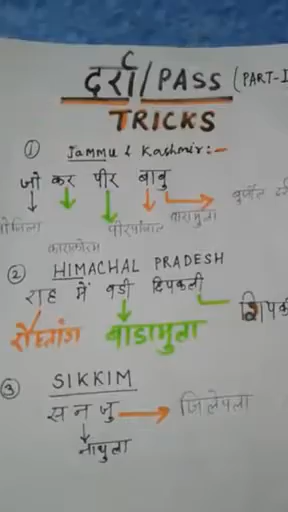 दर्रा/PASS (PART-I
TRICKS
① Jammu & Kashmir:-
जो कर पीर बाबु
जोजिला काराकोरम पीरपंजाल बारामुला बुर्जिल दर्रा
② HIMACHAL PRADESH
राह में बडी शिपकली
रोहतांग बाडामुला शिपकी
③ SIKKIM
स न जु → जिलेपला
नाथुला